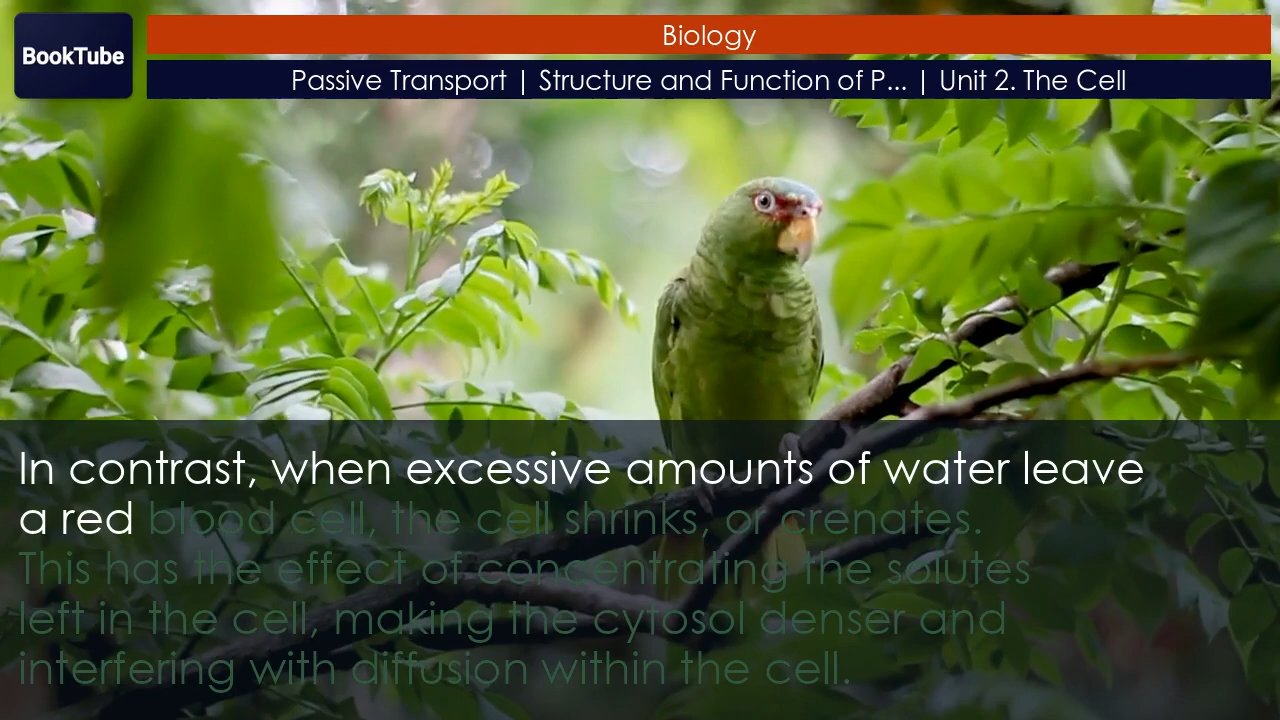 BookTube
Biology
Passive Transport | Structure and Function of P... | Unit 2. The Cell
In contrast, when excessive amounts of water leave
a red blood cell, the cell shrinks, or crenates.
This has the effect of concentrating the solutes
left in the cell, making the cytosol denser and
interfering with diffusion within the cell.